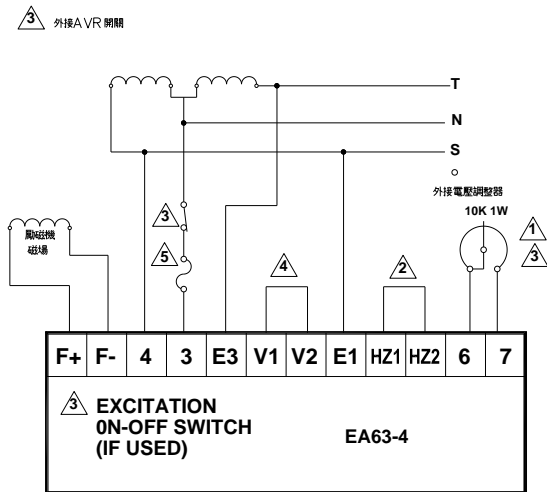 3 外接AVR開關
T
N
S
外接電壓調整器
10K 1W
1
3
3
5
4
2
勵磁機
磁場
F+ F- 4 3 E3 V1 V2 E1 HZ1 HZ2 6 7
3 EXCITATION
0N-OFF SWITCH
(IF USED)
EA63-4